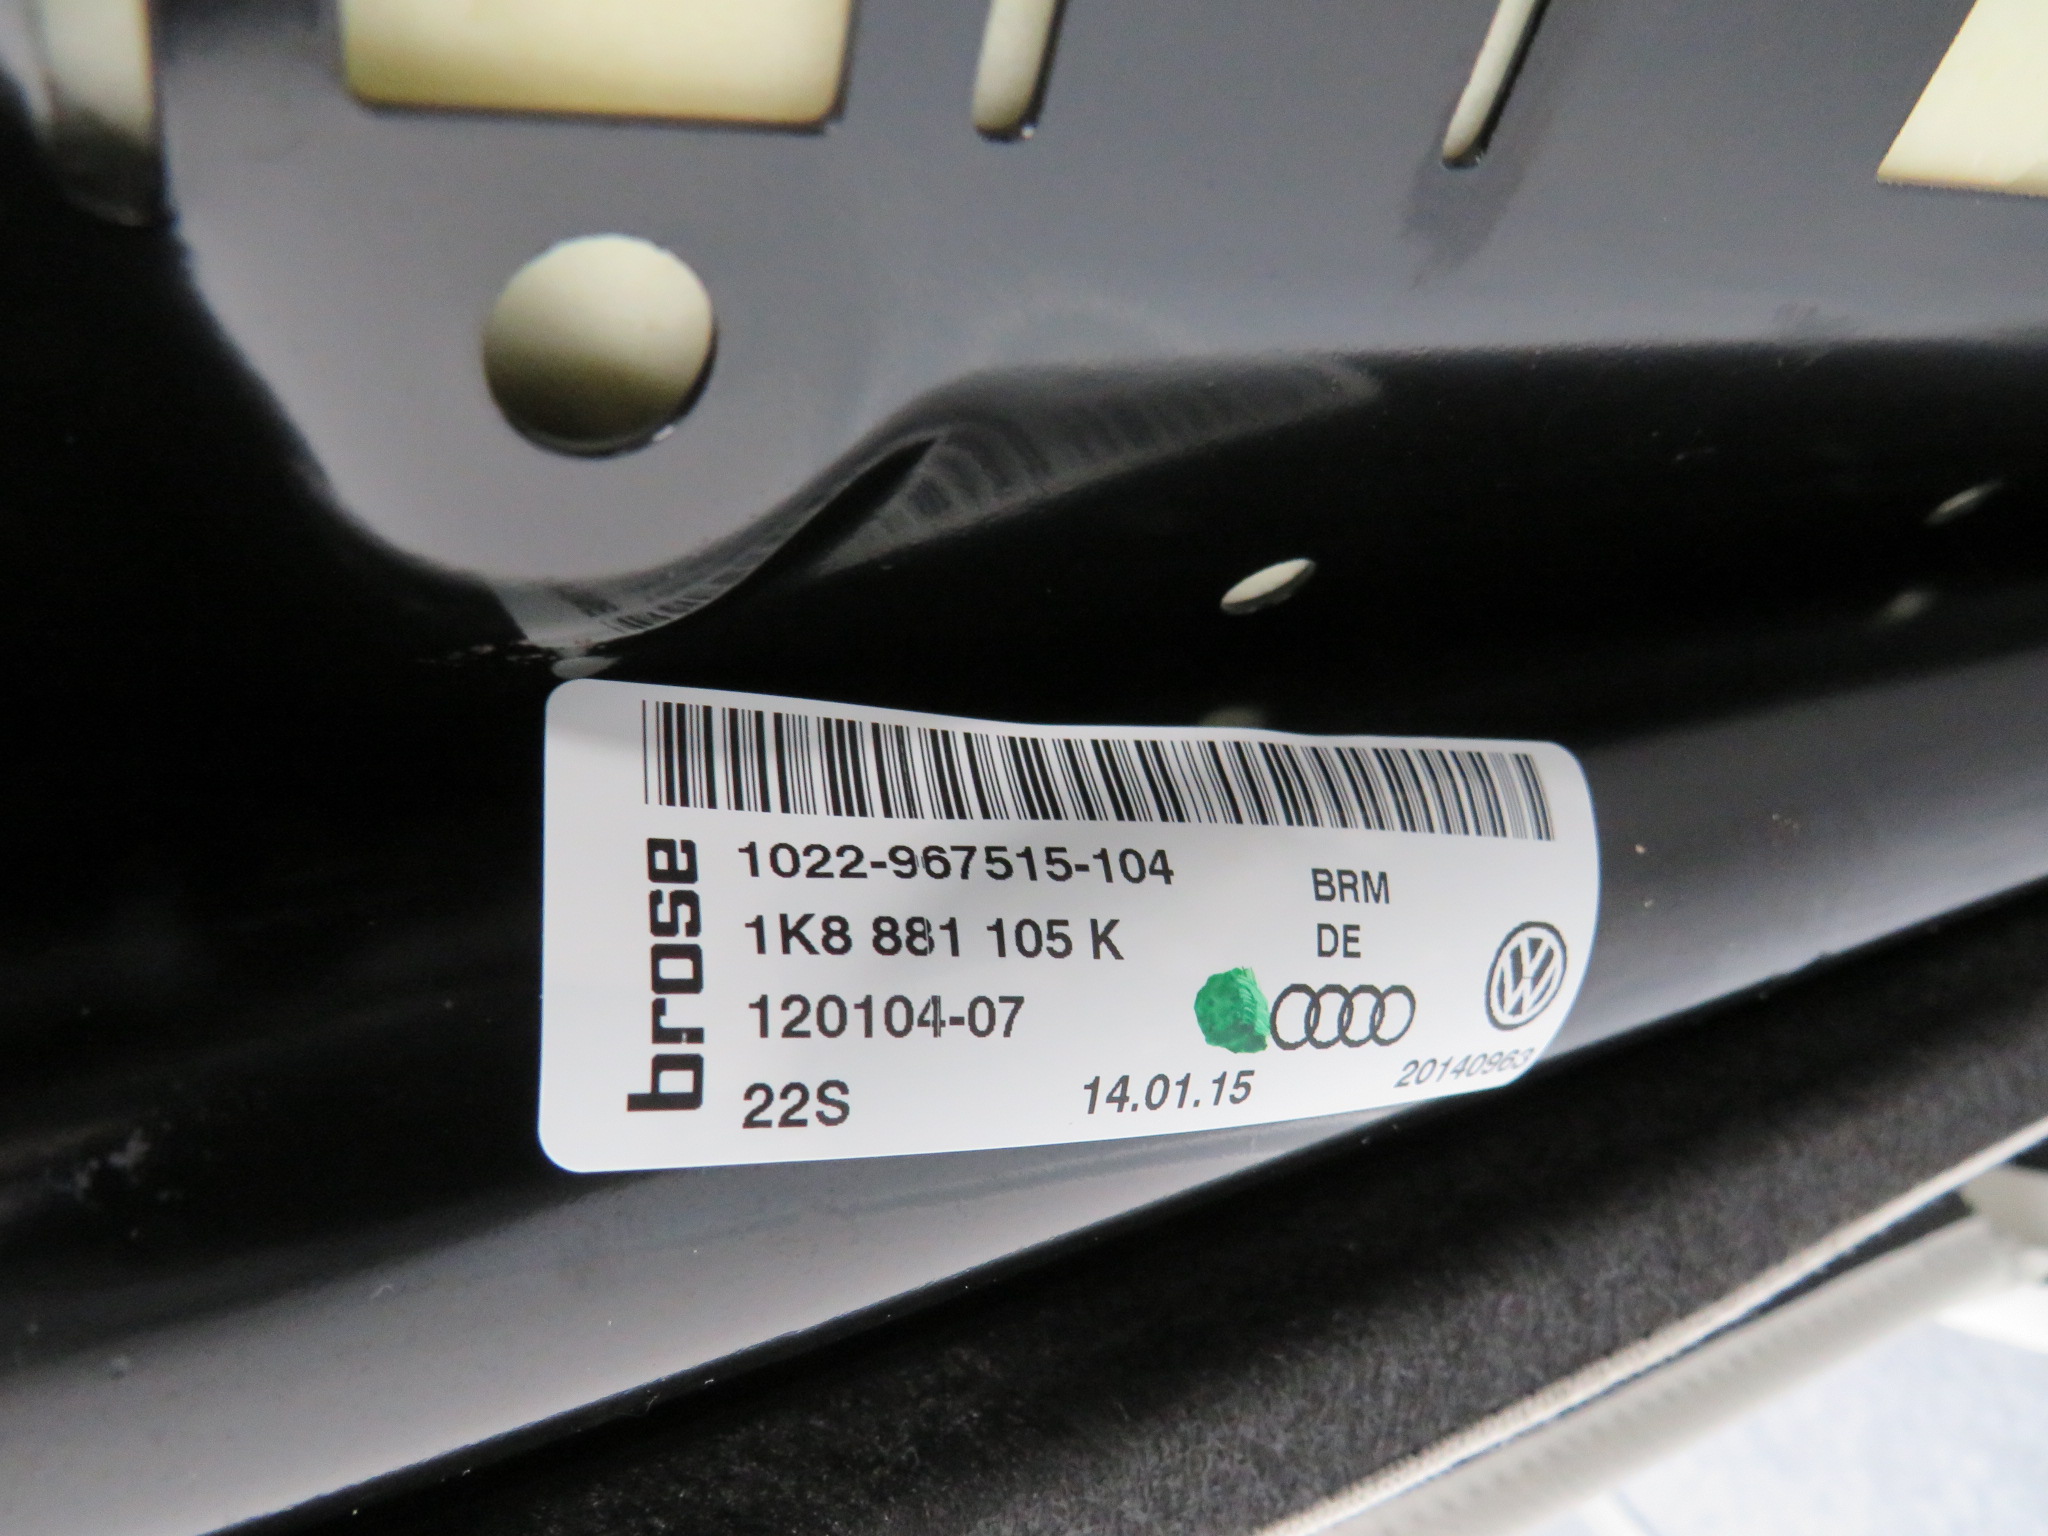 brose
1022-967515-104
BRM
1K8 881 105 K
DE
120104-07
22S
14.01.15
20140963